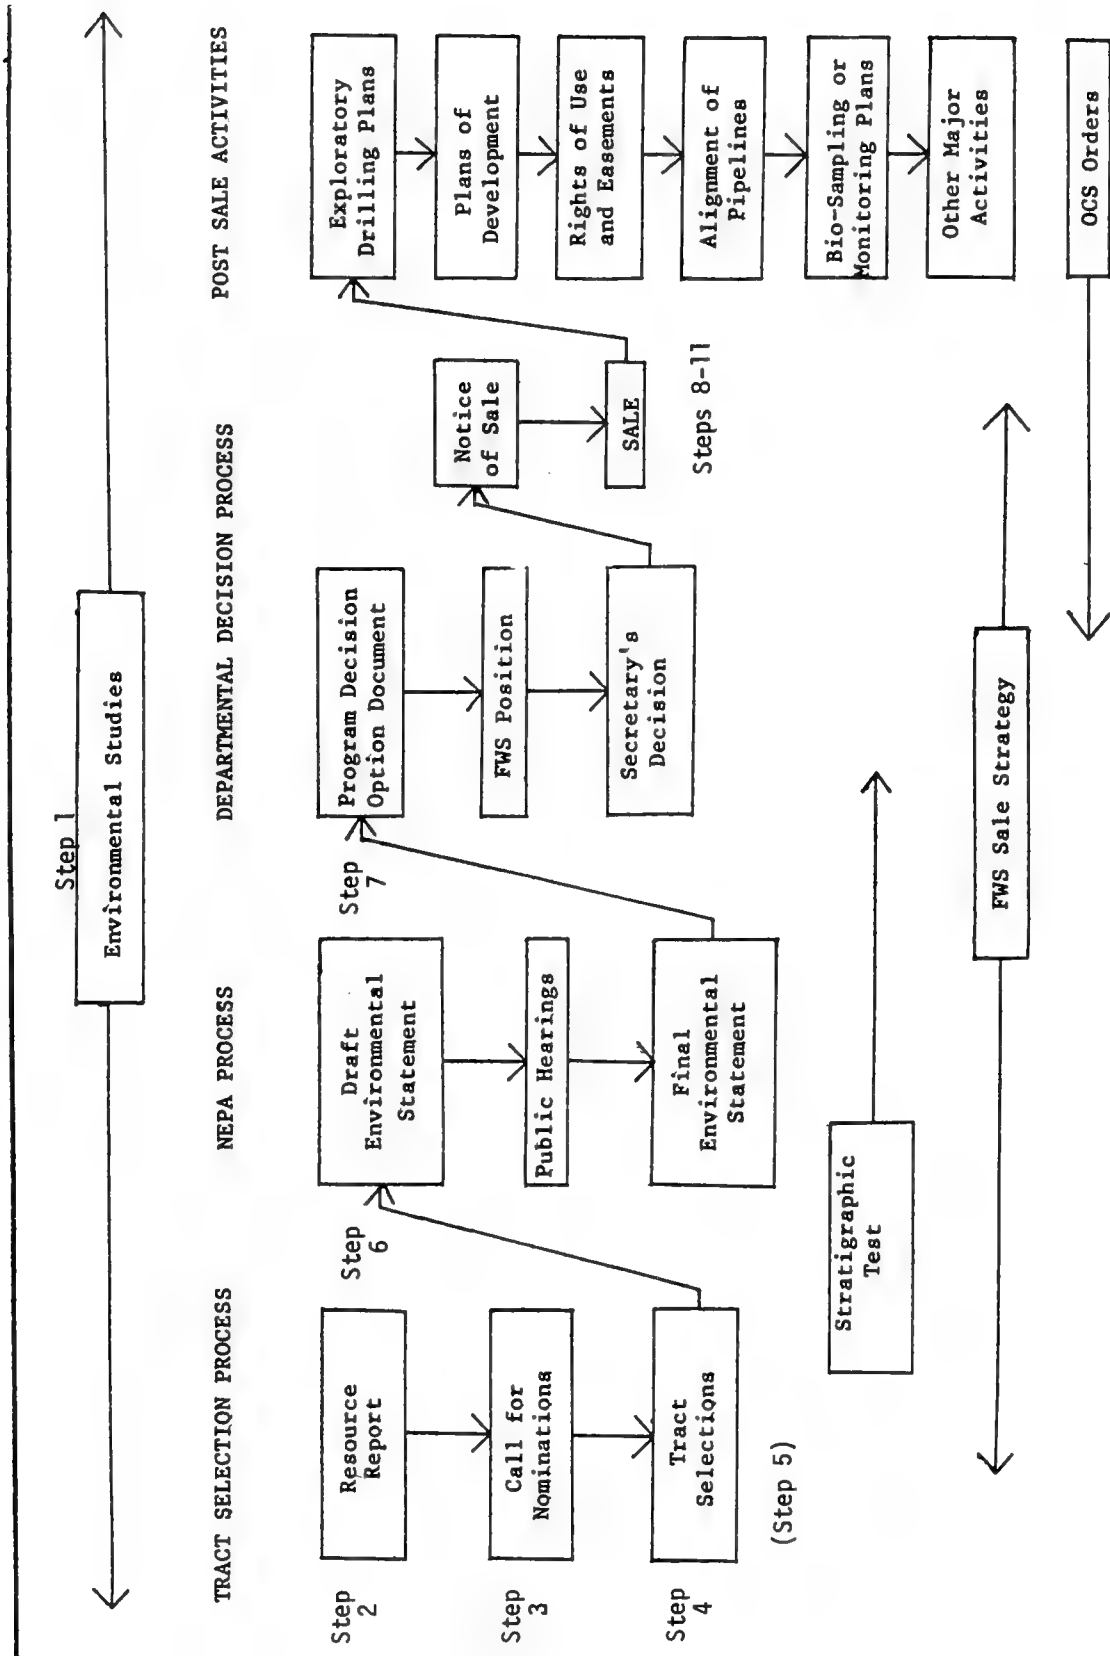 Step 1
Environmental Studies
TRACT SELECTION PROCESS
NEPA PROCESS
DEPARTMENTAL DECISION PROCESS
POST SALE ACTIVITIES
Step
2
Resource
Report
Step
3
Call for
Nominations
Step
4
Tract
Selections
(Step 5)
Step
6
Draft
Environmental
Statement
Public Hearings
Final
Environmental
Statement
Step
7
Program Decision
Option Document
FWS Position
Secretary's
Decision
Notice
of Sale
SALE
Steps 8-11
Exploratory
Drilling Plans
Plans of
Development
Rights of Use
and Easements
Alignment of
Pipelines
Bio-Sampling or
Monitoring Plans
Other Major
Activities
Stratigraphic
Test
FWS Sale Strategy
OCS Orders